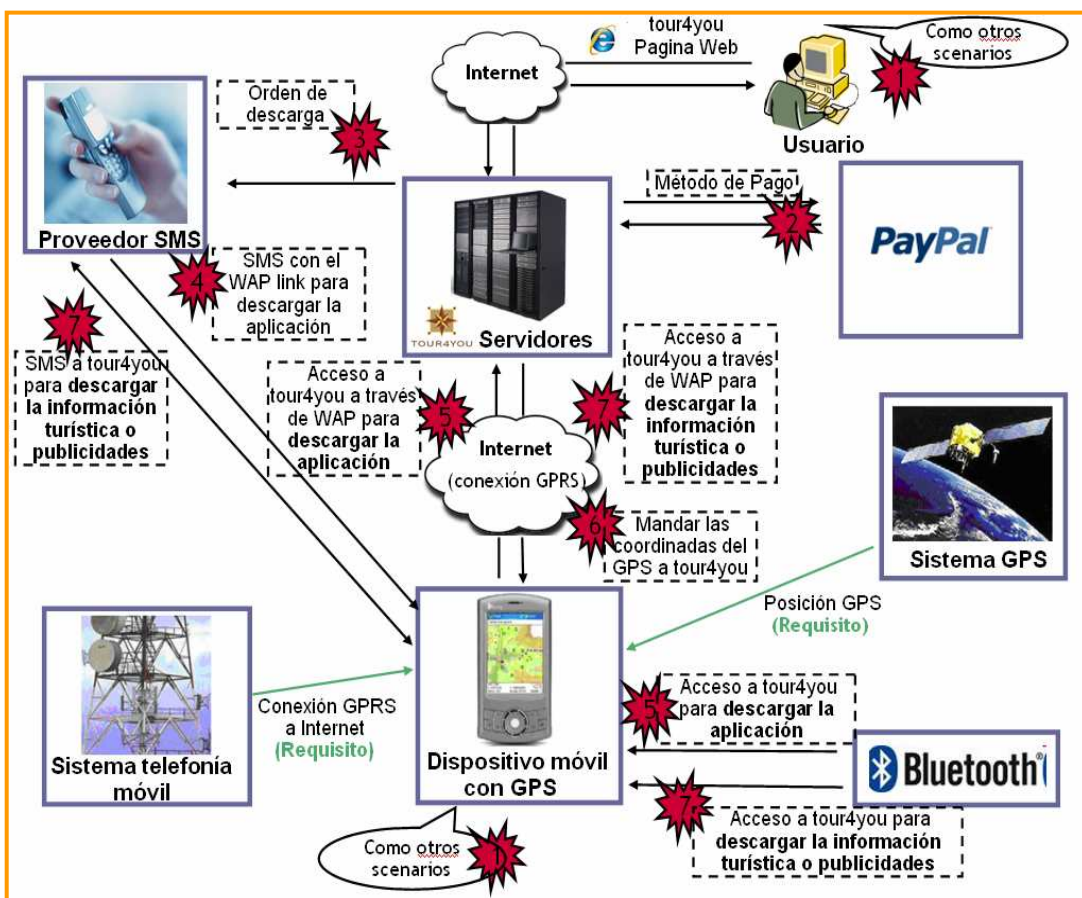 tour4you
Pagina Web
Como otros
scenarios
1
Internet
Usuario
Orden de
descarga
3
Proveedor SMS
Método de Pago
2
PayPal
4
SMS con el
WAP link para
descargar la
aplicación
TOUR4YOU
Servidores
7
SMS a tour4you
para descargar
la información
turística o
publicidades
Acceso a
tour4you a través
de WAP para
descargar la
aplicación
5
Internet
(conexión GPRS)
7
Acceso a
tour4you a través
de WAP para
descargar la
información
turística o
publicidades
6
Mandar las
coordinadas del
GPS a tour4you
Sistema GPS
Posición GPS
(Requisito)
Conexión GPRS
a Internet
(Requisito)
Sistema telefonía
móvil
Dispositivo móvil
con GPS
5
Acceso a tour4you
para descargar la
aplicación
Bluetooth®
7
Acceso a tour4you para
descargar la información
turística o publicidades
Como otros
scenarios
1